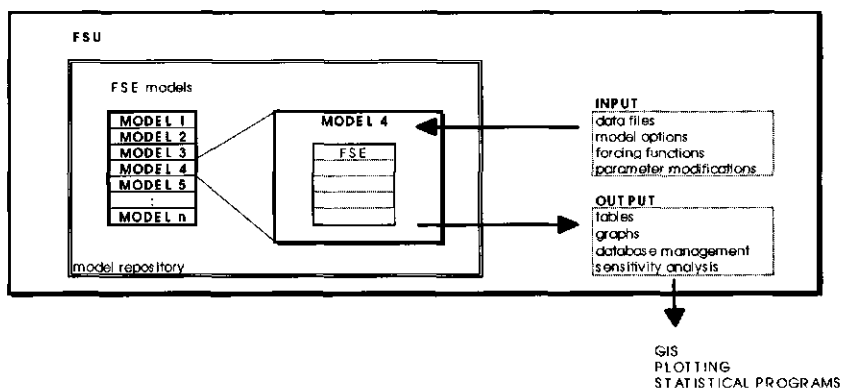 FSU
FSE models
MODEL 1
MODEL 2
MODEL 3
MODEL 4
MODEL 5
:
MODEL n
model repository
MODEL 4
FSE
INPUT
data files
model options
forcing functions
parameter modifications
OUTPUT
tables
graphs
database management
sensitivity analysis
GIS
PLOTTING
STATISTICAL PROGRAMS